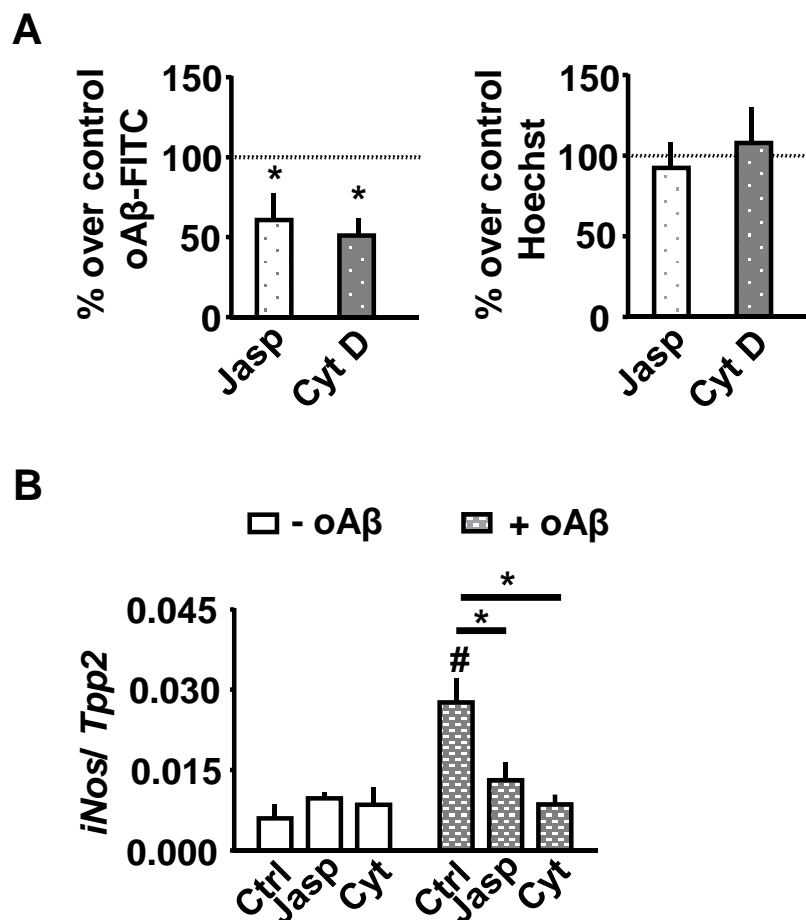 A
% over control
oAβ-FITC
150
100
50
0
*
*
Jasp
Cyt D
% over control
Hoechst
150
100
50
0
Jasp
Cyt D
B
- oAβ
+ oAβ
iNos/ Tpp2
0.045
0.030
0.015
0.000
*
*
#
Ctrl
Jasp
Cyt
Ctrl
Jasp
Cyt